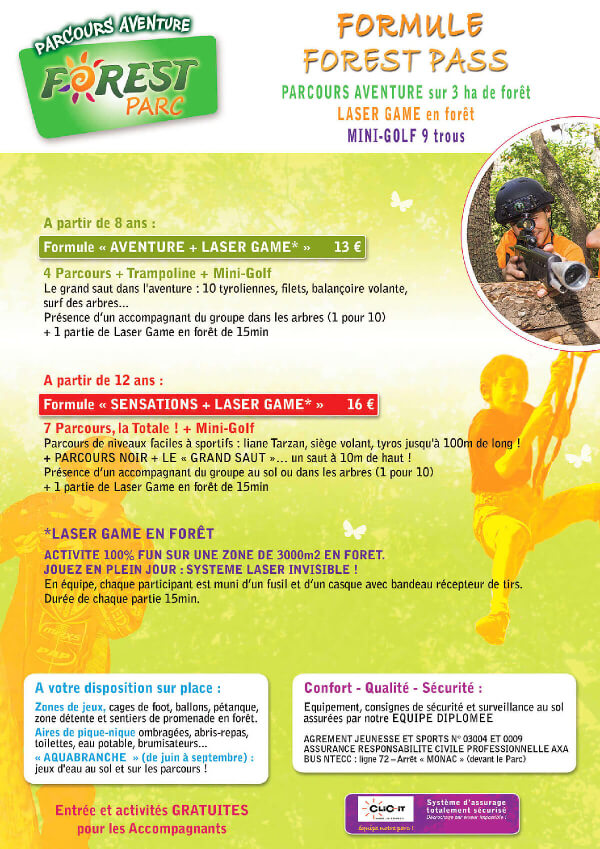 PARCOURS AVENTURE
FOREST
PARC
FORMULE
FOREST PASS
PARCOURS AVENTURE sur 3 ha de forêt
LASER GAME en forêt
MINI-GOLF 9 trous
A partir de 8 ans :
Formule « AVENTURE + LASER GAME* » 13 €
4 Parcours + Trampoline + Mini-Golf
Le grand saut dans l'aventure : 10 tyroliennes, filets, balançoire volante,
surf des arbres...
Présence d'un accompagnant du groupe dans les arbres (1 pour 10)
+ 1 partie de Laser Game en forêt de 15min
A partir de 12 ans :
Formule « SENSATIONS + LASER GAME* » 16 €
7 Parcours, la Totale ! + Mini-Golf
Parcours de niveaux faciles à sportifs : liane Tarzan, siège volant, tyros jusqu'à 100m de long !
+ PARCOURS NOIR + LE « GRAND SAUT »... un saut à 10m de haut !
Présence d'un accompagnant du groupe au sol ou dans les arbres (1 pour 10)
+ 1 partie de Laser Game en forêt de 15min
*LASER GAME EN FORÊT
ACTIVITE 100% FUN SUR UNE ZONE DE 3000m2 EN FORET.
JOUEZ EN PLEIN JOUR : SYSTEME LASER INVISIBLE !
En équipe, chaque participant est muni d'un fusil et d'un casque avec bandeau récepteur de tirs.
Durée de chaque partie 15min.
A votre disposition sur place :
Zones de jeux, cages de foot, ballons, pétanque,
zone détente et sentiers de promenade en forêt.
Aires de pique-nique ombragées, abris-repas,
toilettes, eau potable, brumisateurs...
« AQUABRANCHE » (de juin à septembre) :
jeux d'eau au sol et sur les parcours !
Confort - Qualité - Sécurité :
Equipement, consignes de sécurité et surveillance au sol
assurées par notre EQUIPE DIPLOMEE
AGREMENT JEUNESSE ET SPORTS N° 03004 ET 0009
ASSURANCE RESPONSABILITE CIVILE PROFESSIONNELLE AXA
BUS NTECC : ligne 72 – Arrêt « MONAC » (devant le Parc)
Entrée et activités GRATUITES
pour les Accompagnants
CLiC-iT
équipe notre parc !
Système d'assurage
totalement sécurisé
Décrochage par erreur impossible !